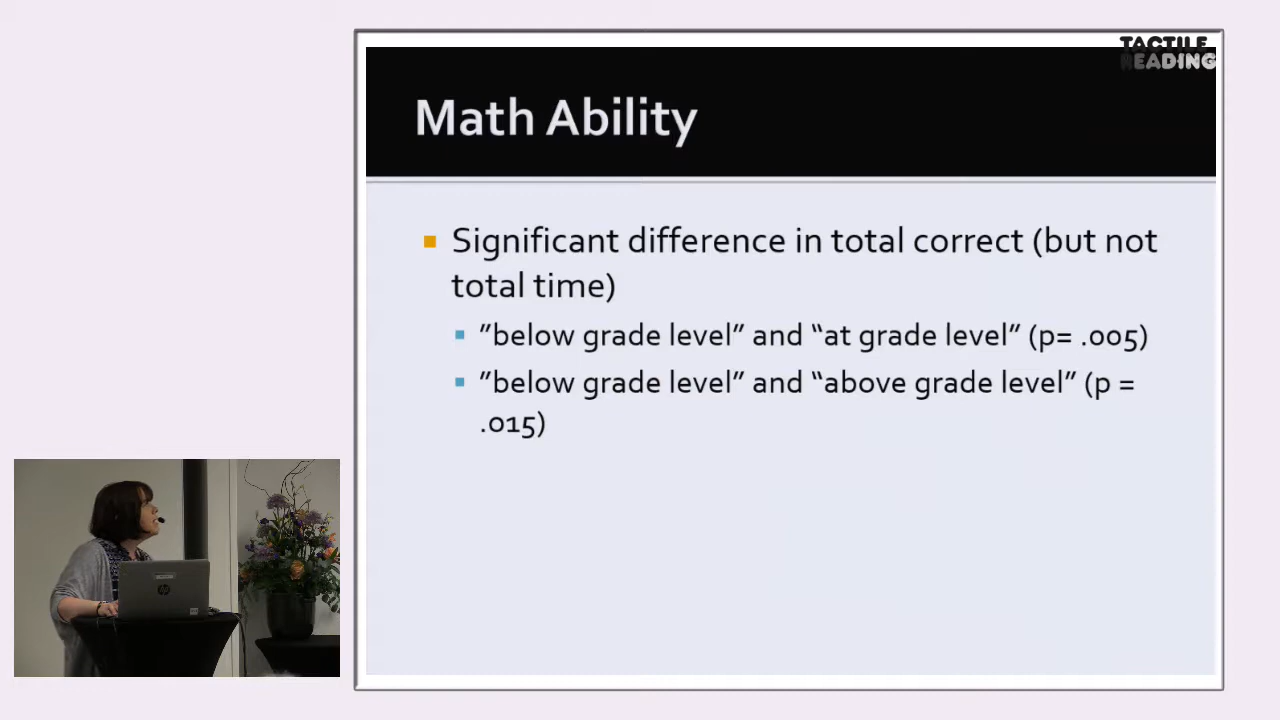 TACTILE
READING
Math Ability
Significant difference in total correct (but not
total time)
”below grade level” and “at grade level” (p= .005)
”below grade level” and “above grade level” (p =
.015)
hp